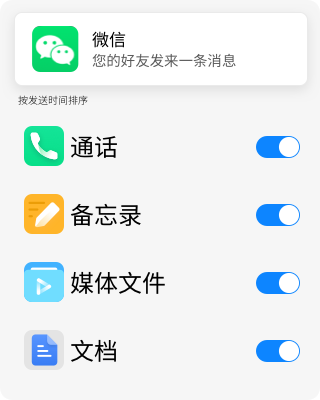 微信
您的好友发来一条消息
按发送时间排序
通话
备忘录
媒体文件
文档